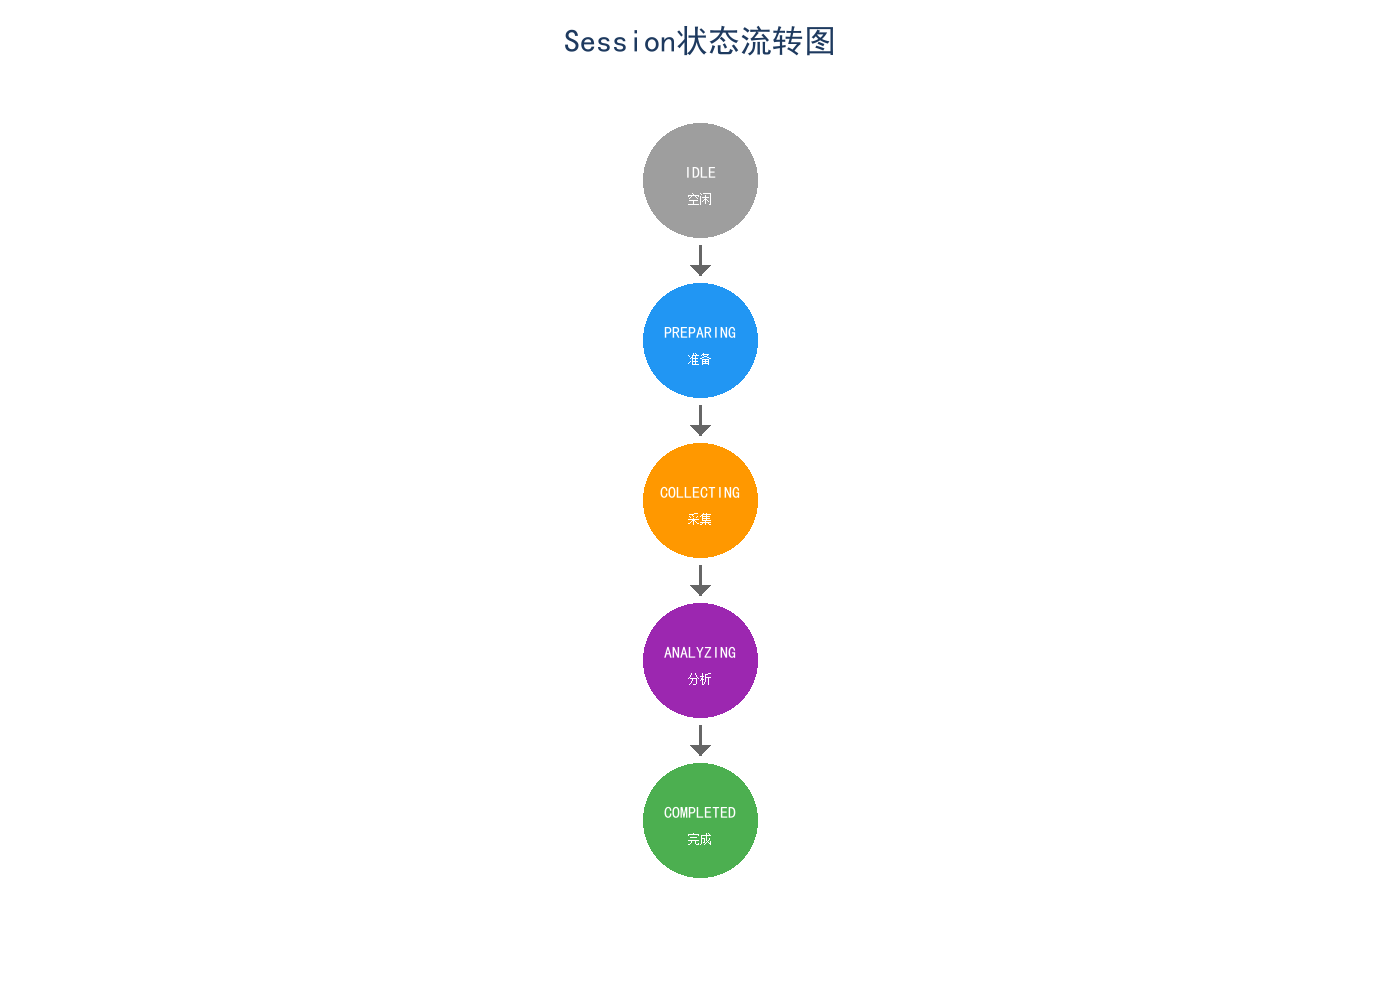 Session状态流转图
IDLE
空闲
PREPARING
准备
COLLECTING
采集
ANALYZING
分析
COMPLETED
完成